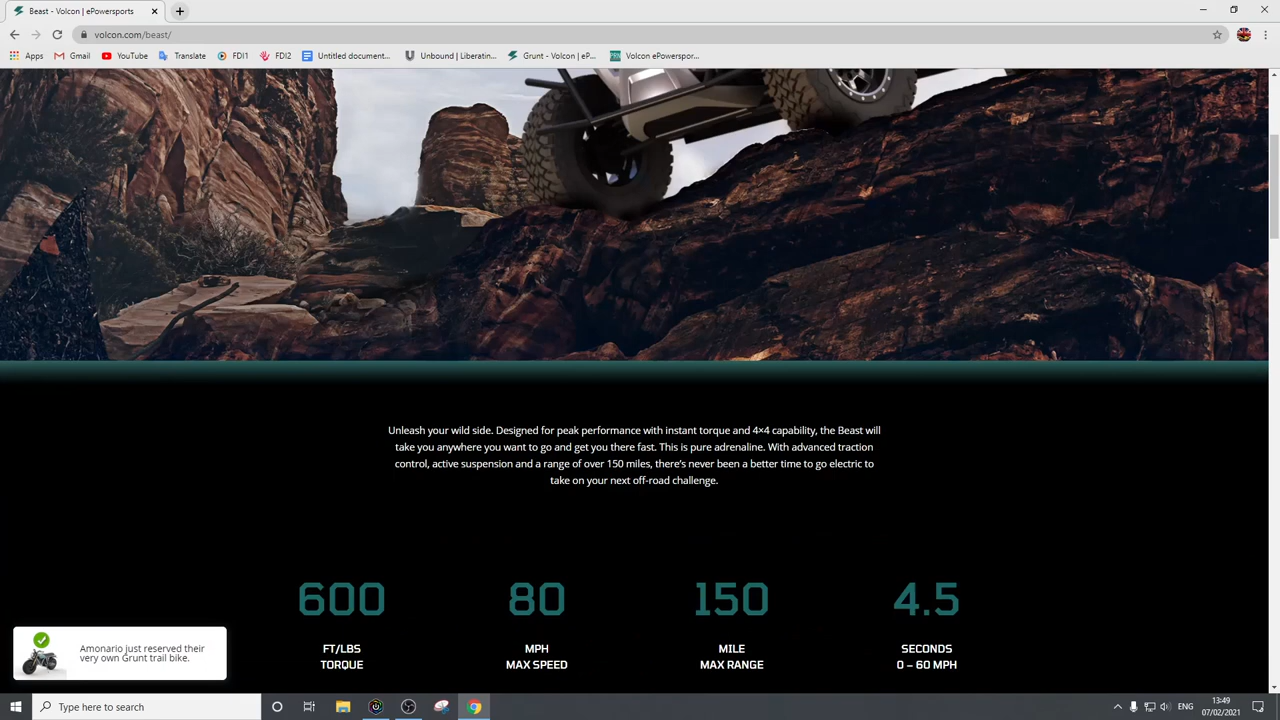 Beast - Volcon | ePowersports
volcon.com/beast/
Apps
Gmail
YouTube
Translate
FDI1
FDI2
Untitled document...
Unbound | Liberatin...
Grunt - Volcon | eP...
Volcon ePowerspor...
Unleash your wild side. Designed for peak performance with instant torque and 4×4 capability, the Beast will
take you anywhere you want to go and get you there fast. This is pure adrenaline. With advanced traction
control, active suspension and a range of over 150 miles, there's never been a better time to go electric to
take on your next off-road challenge.
600
FT/LBS
TORQUE
80
MPH
MAX SPEED
150
MILE
MAX RANGE
4.5
SECONDS
0 – 60 MPH
Amonario just reserved their
very own Grunt trail bike.
Type here to search
ENG
13:49
07/02/2021